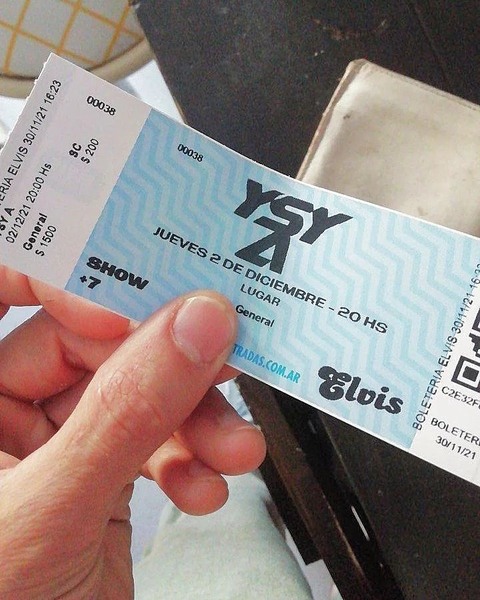 BOLETERIA ELVIS 30/11/21 16:23
YSY A
02/12/21 20:00 Hs
General
$ 1500
SC
$ 200
00038
00038
YSY
A
JUEVES 2 DE DICIEMBRE - 20 HS
LUGAR
General
SHOW
+7
TRADAS.COM.AR
Elvis
BOLETERIA ELVIS 30/11/21 16:23
C2E32F
BOLETER
30/11/21